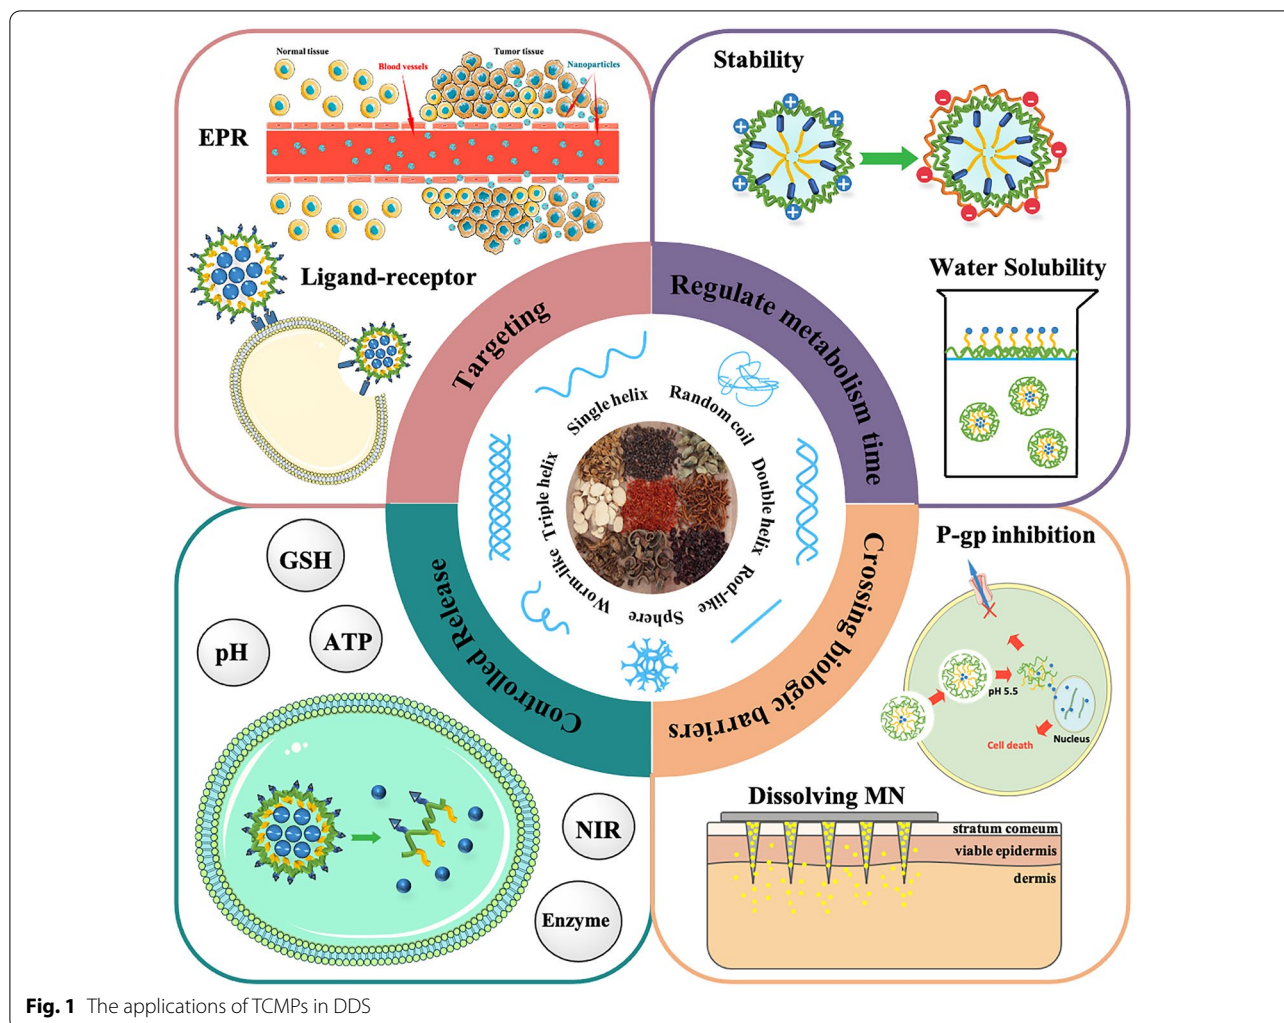 Normal tissue
Tumor tissue
Blood vessels
Nanoparticles
EPR
Ligand-receptor
Stability
Water Solubility
Targeting
Regulate metabolism time
Controlled Release
Crossing biologic barriers
Single helix
Random coil
Double helix
Rod-like
Sphere
Worm-like
Triple helix
GSH
pH
ATP
NIR
Enzyme
P-gp inhibition
pH 5.5
Nucleus
Cell death
Dissolving MN
stratum comeum
viable epidermis
dermis
Fig. 1 The applications of TCMPs in DDS